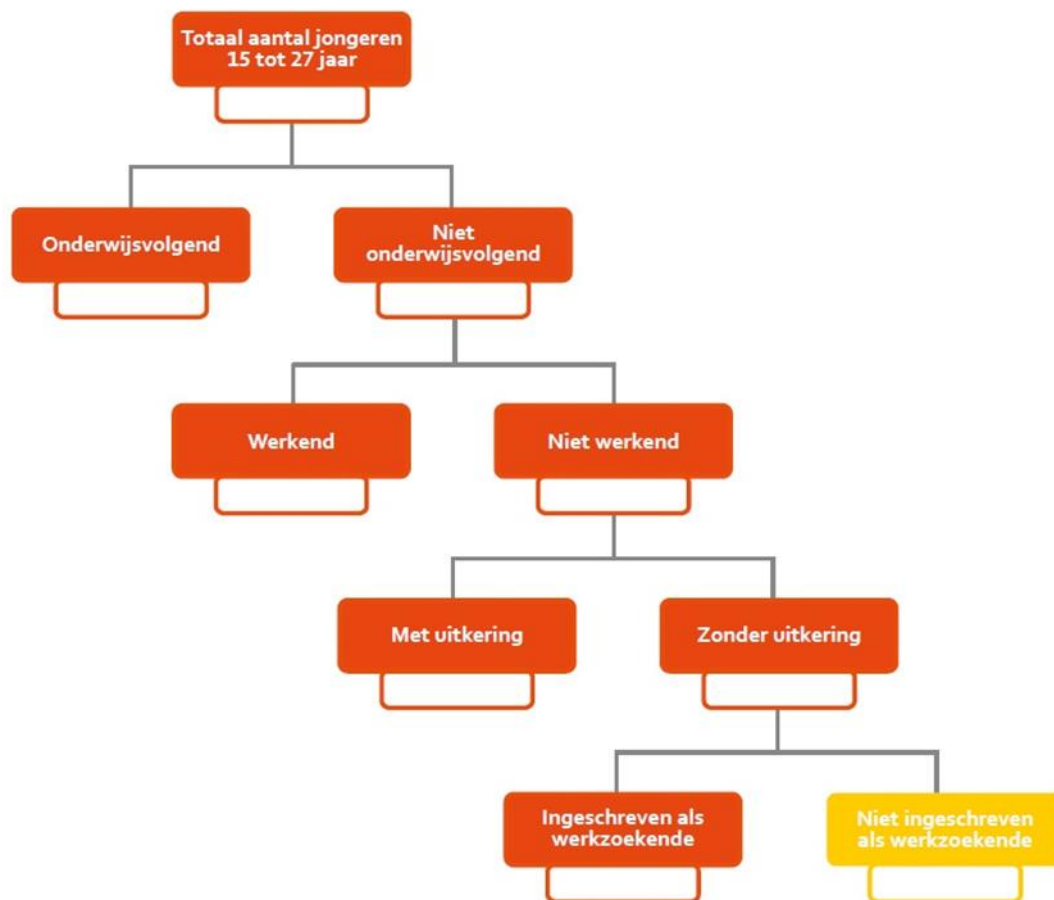 Totaal aantal jongeren
15 tot 27 jaar
Onderwijsvolgend
Niet
onderwijsvolgend
Werkend
Niet werkend
Met uitkering
Zonder uitkering
Ingeschreven als
werkzoekende
Niet ingeschreven
als werkzoekende